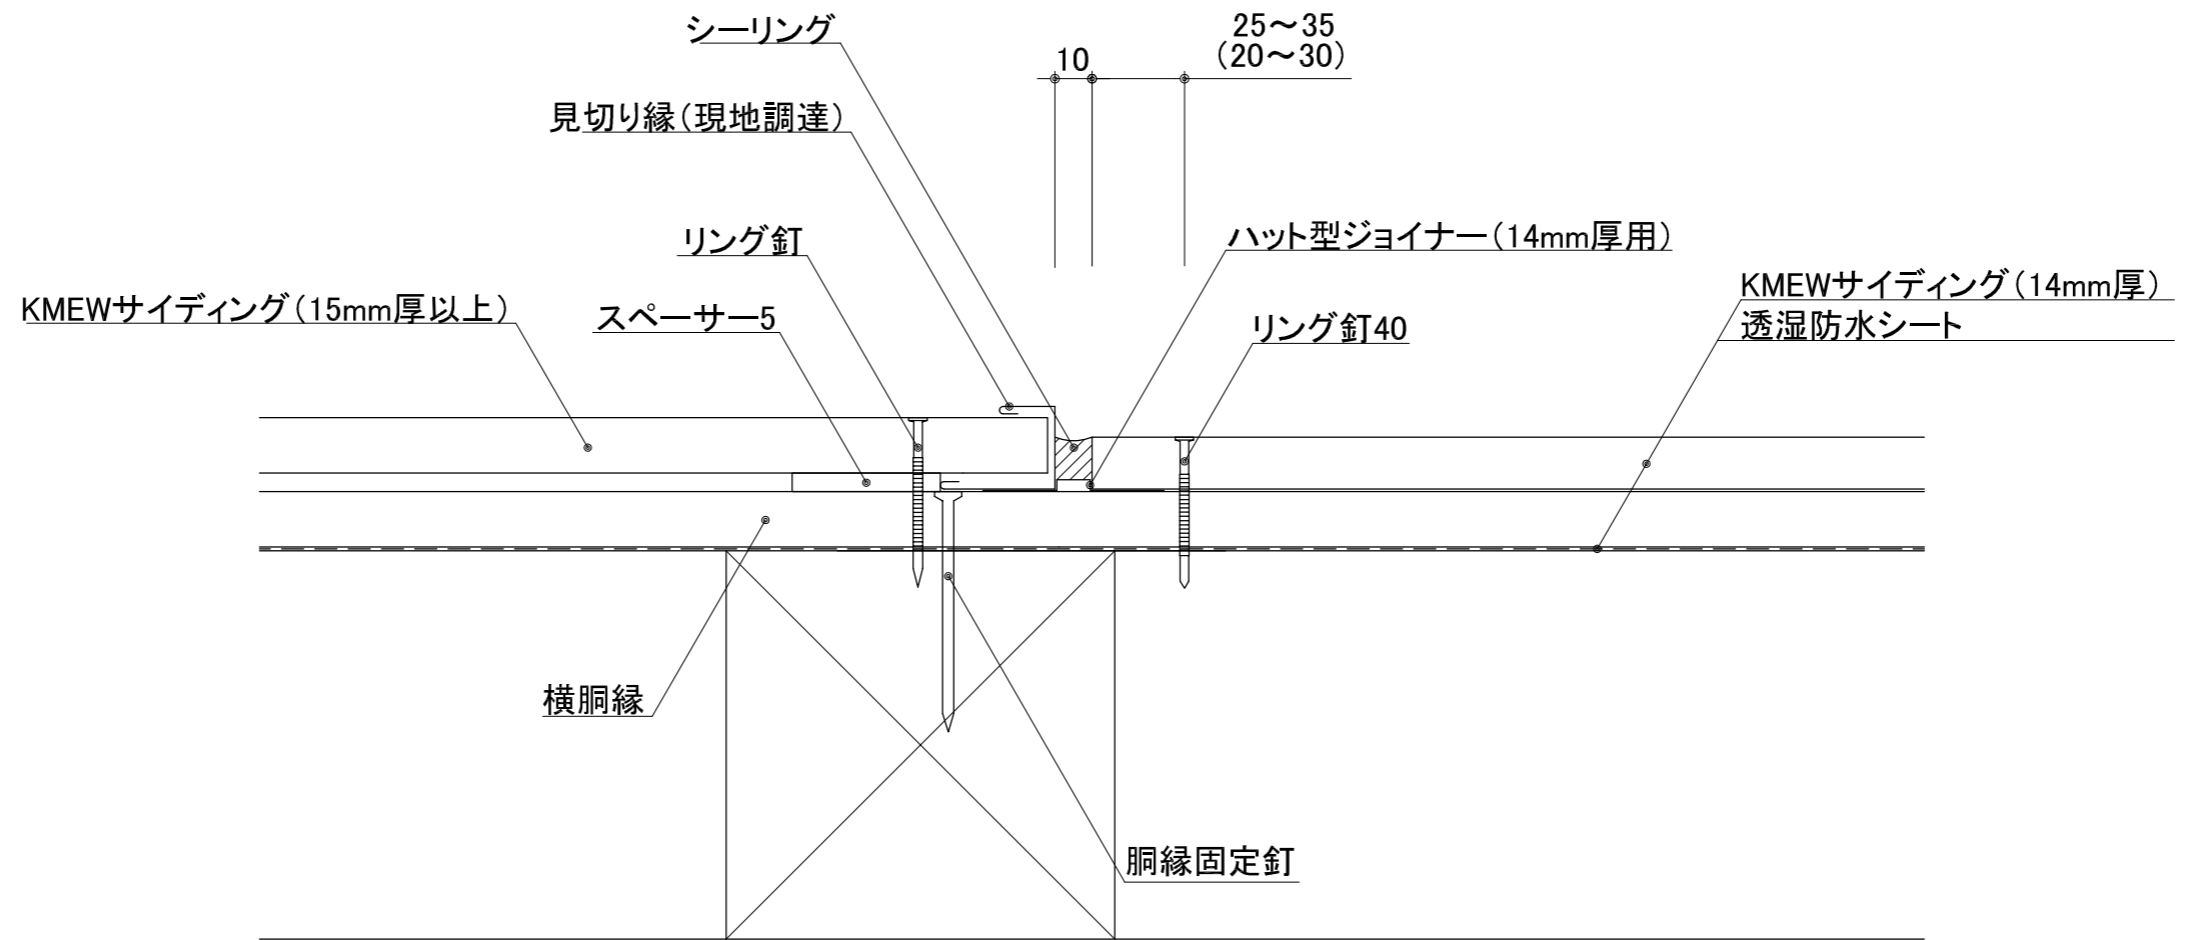 シーリング
25～35
(20～30)
10
見切り縁(現地調達)
リング釘
ハット型ジョイナー(14mm厚用)
KMEWサイディング(15mm厚以上)
スペーサー5
リング釘40
KMEWサイディング(14mm厚)
透湿防水シート
横胴縁
胴縁固定釘